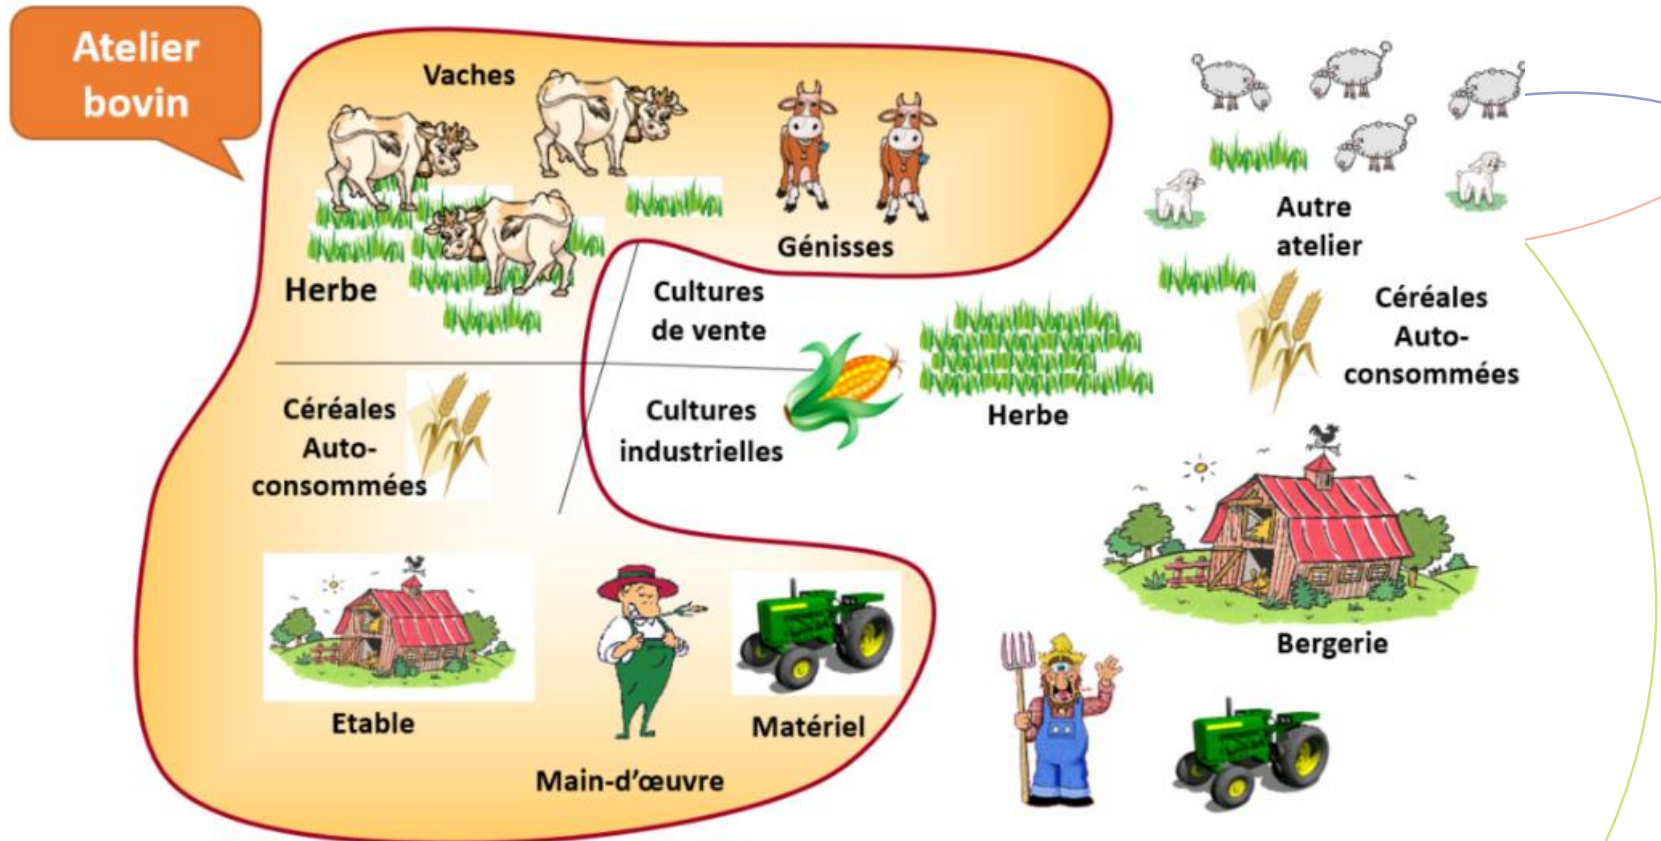 Atelier
bovin
Vaches
Génisses
Herbe
Cultures
de vente
Autre
atelier
Céréales
Auto-
consommées
Herbe
Céréales
Auto-
consommées
Cultures
industrielles
Bergerie
Etable
Matériel
Main-d'œuvre